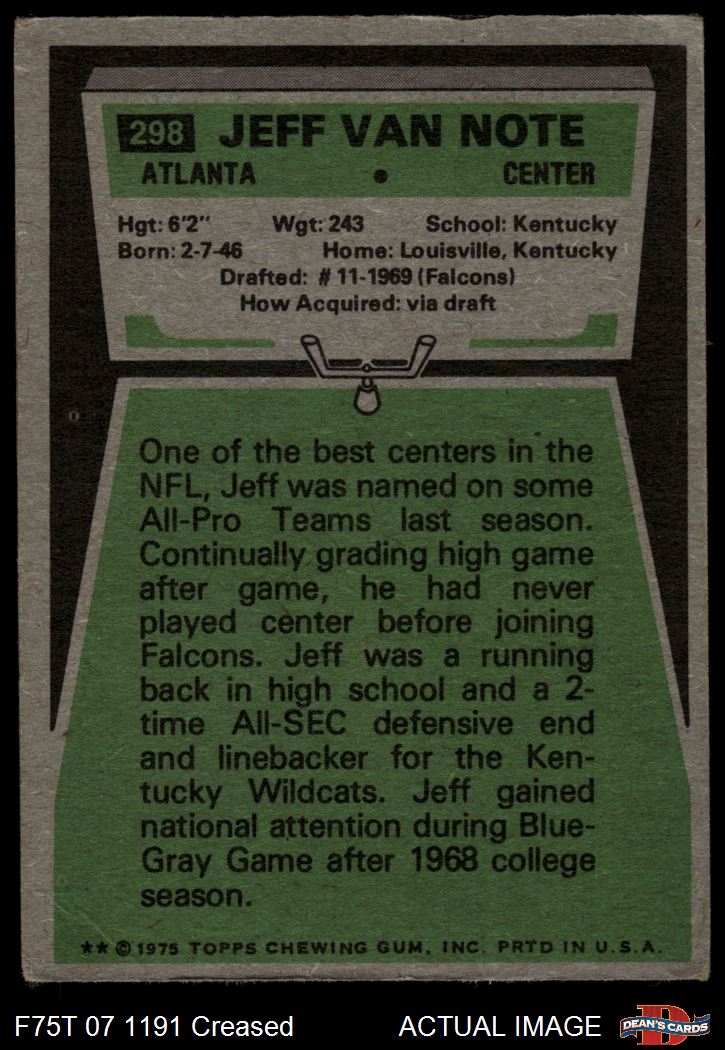 298 JEFF VAN NOTE
ATLANTA • CENTER
Hgt: 6'2" Wgt: 243 School: Kentucky
Born: 2-7-46 Home: Louisville, Kentucky
Drafted: #11-1969 (Falcons)
How Acquired: via draft
One of the best centers in the
NFL, Jeff was named on some
All-Pro Teams last season.
Continually grading high game
after game, he had never
played center before joining
Falcons. Jeff was a running
back in high school and a 2-
time All-SEC defensive end
and linebacker for the Ken-
tucky Wildcats. Jeff gained
national attention during Blue-
Gray Game after 1968 college
season.
★★ © 1975 TOPPS CHEWING GUM, INC. PRTD IN U.S.A.
F75T 07 1191 Creased ACTUAL IMAGE
D
DEAN'S CARDS